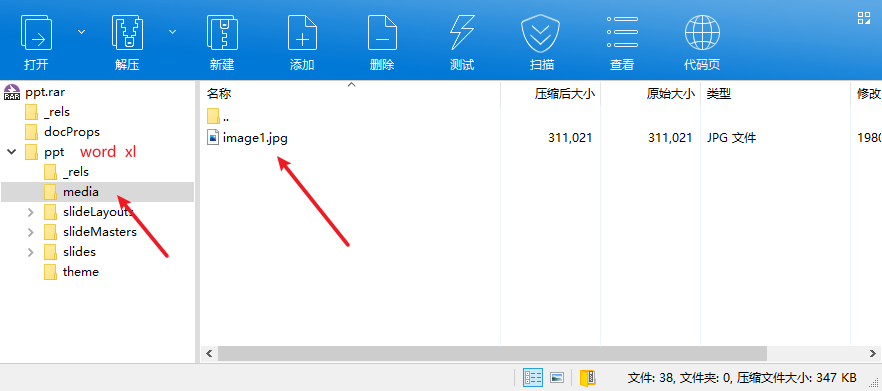 打开 解压 新建 添加 删除 测试 扫描 查看 代码页
ppt.rar
_rels
docProps
ppt word xl
_rels
media
slideLayouts
slideMasters
slides
theme
名称 压缩后大小 原始大小 类型 修改
..
image1.jpg 311,021 311,021 JPG 文件 1980
RAR
文件: 38, 文件夹: 0, 压缩文件大小: 347 KB